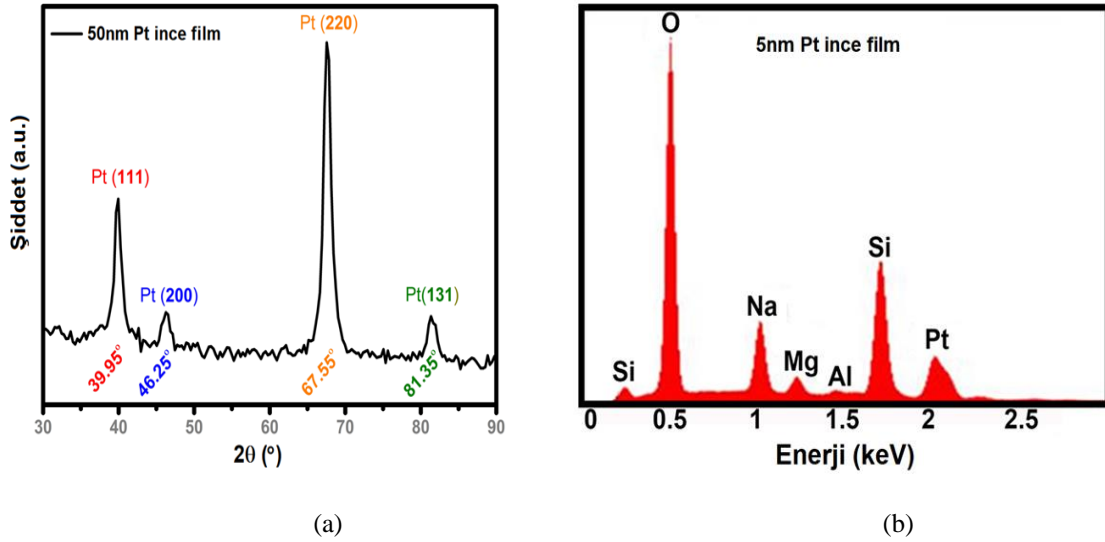 50nm Pt ince film
Pt (220)
Pt (111)
Pt (200)
Pt(131)
39.95°
46.25°
67.55°
81.35°
Şiddet (a.u.)
30 40 50 60 70 80 90
2θ (°)
(a)
5nm Pt ince film
O
Si
Na
Mg
Al
Si
Pt
0 0.5 1 1.5 2 2.5
Enerji (keV)
(b)